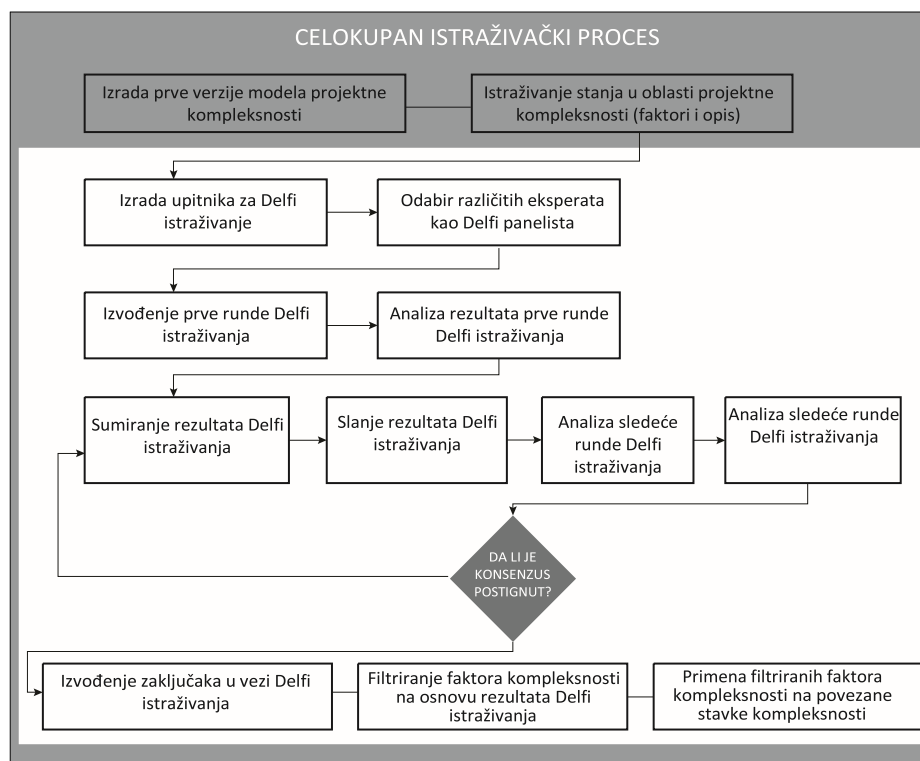 CELOKUPAN ISTRAŽIVAČKI PROCES
Izrada prve verzije modela projektne
kompleksnosti
Istraživanje stanja u oblasti projektne
kompleksnosti (faktori i opis)
Izrada upitnika za Delfi
istraživanje
Odabir različitih eksperata
kao Delfi panelista
Izvođenje prve runde Delfi
istraživanja
Analiza rezultata prve runde
Delfi istraživanja
Sumiranje rezultata Delfi
istraživanja
Slanje rezultata Delfi
istraživanja
Analiza sledeće
runde Delfi
istraživanja
Analiza sledeće runde
Delfi istraživanja
DA LI JE
KONSENZUS
POSTIGNUT?
Izvođenje zaključaka u vezi Delfi
istraživanja
Filtriranje faktora kompleksnosti
na osnovu rezultata Delfi
istraživanja
Primena filtriranih faktora
kompleksnosti na povezane
stavke kompleksnosti